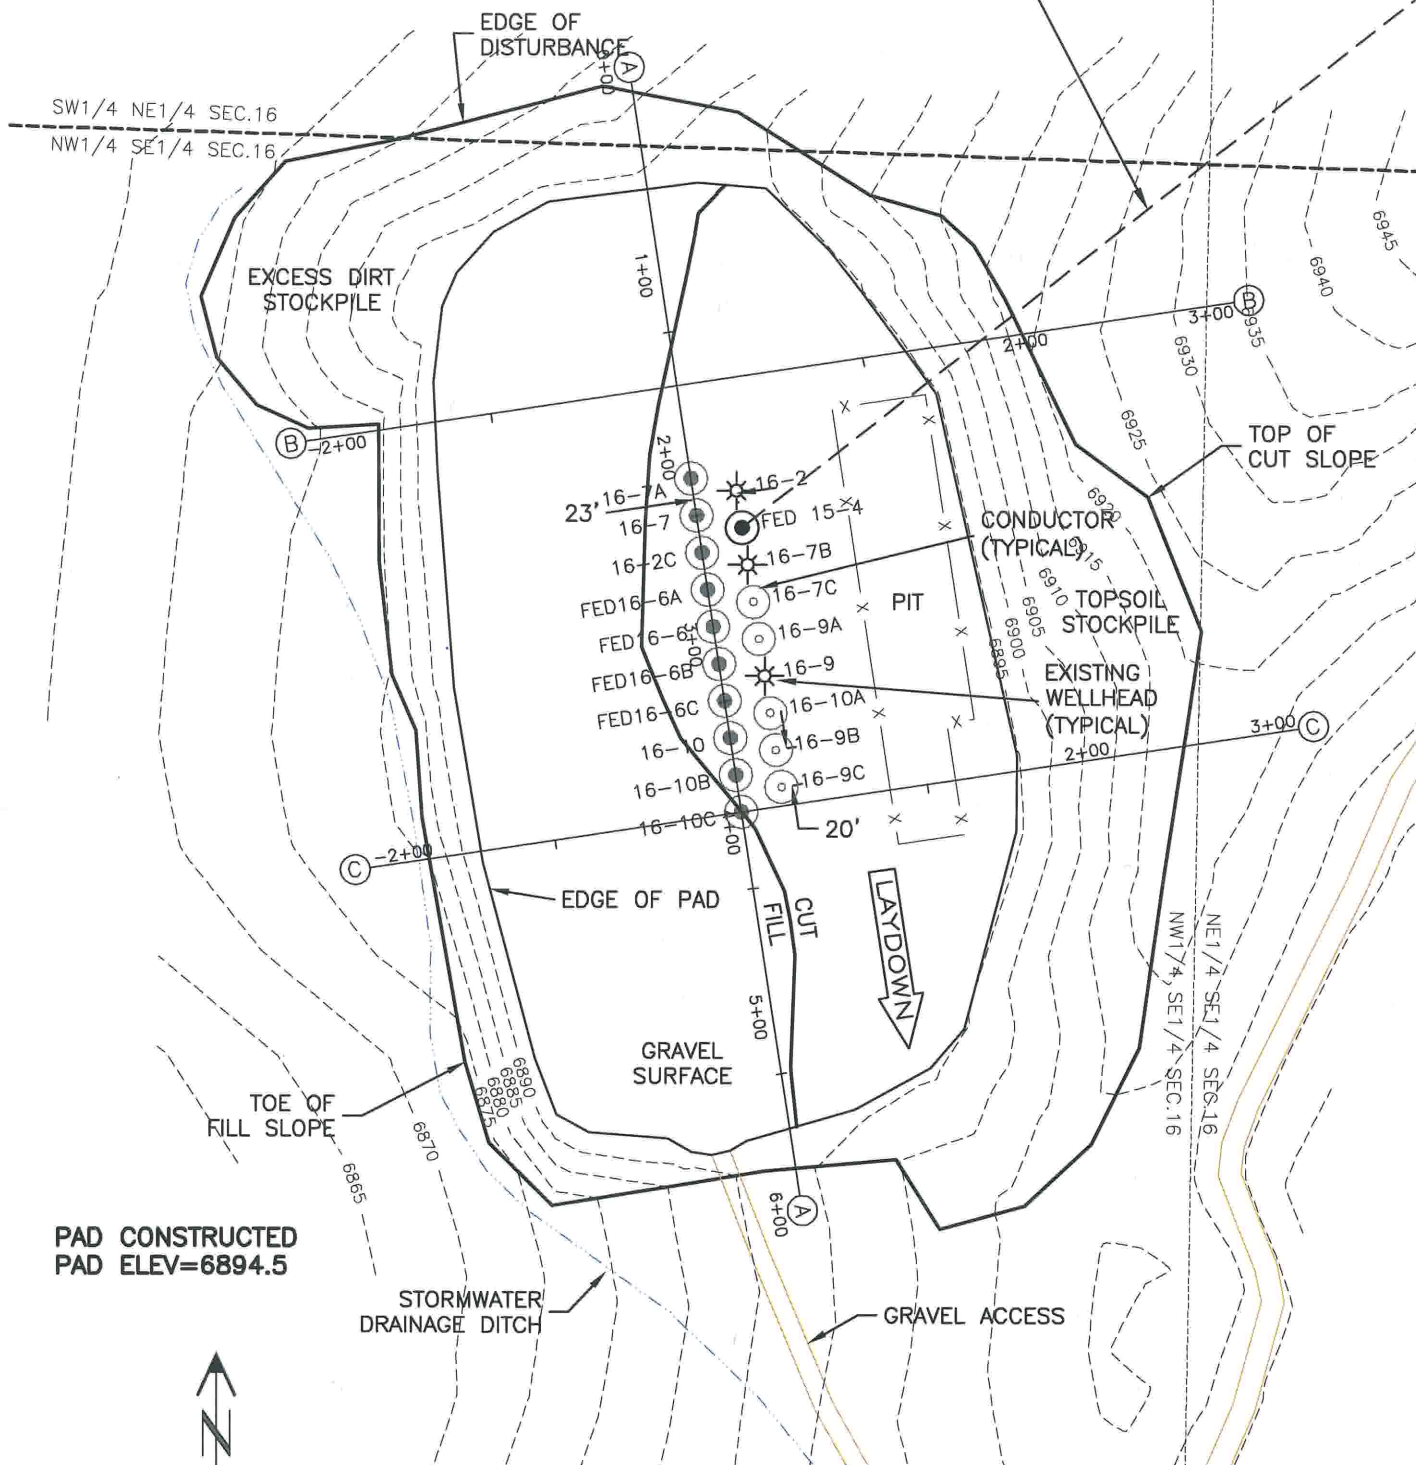 EDGE OF
DISTURBANCE
0+00
A
SW1/4 NE1/4 SEC.16
NW1/4 SE1/4 SEC.16
6945
6940
6935
6930
6925
6920
6915
6910
6905
6900
6895
EXCESS DIRT
STOCKPILE
1+00
B
3+00
2+00
B
-2+00
TOP OF
CUT SLOPE
2+00
16-7A
16-2
23'
16-7
FED 15-4
CONDUCTOR
(TYPICAL)
16-2C
16-7B
FED16-6A
16-7C
PIT
TOPSOIL
STOCKPILE
FED16-6
3+00
16-9A
FED16-6B
16-9
EXISTING
WELLHEAD
(TYPICAL)
FED16-6C
16-10A
16-10
16-9B
3+00
C
2+00
16-10B
16-9C
16-10C
20'
C
-2+00
EDGE OF PAD
FILL
CUT
LAYDOWN
NW1/4 SE1/4 SEC.16
NE1/4 SE1/4 SEC.16
5+00
GRAVEL
SURFACE
6890
6885
6880
6875
6870
6865
TOE OF
FILL SLOPE
6+00
A
PAD CONSTRUCTED
PAD ELEV=6894.5
STORMWATER
DRAINAGE DITCH
GRAVEL ACCESS
N